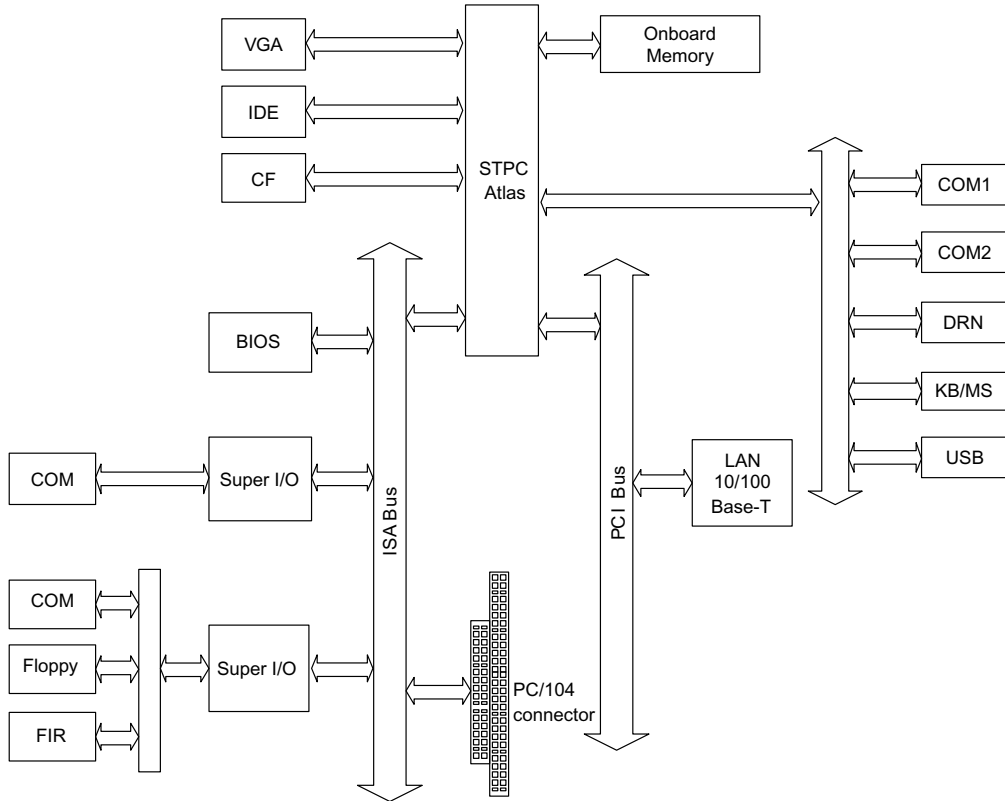 VGA
Onboard
Memory
IDE
STPC
Atlas
CF
COM1
COM2
BIOS
DRN
KB/MS
COM
Super I/O
ISA Bus
PCI Bus
LAN
10/100
Base-T
USB
COM
Floppy
Super I/O
PC/104
connector
FIR